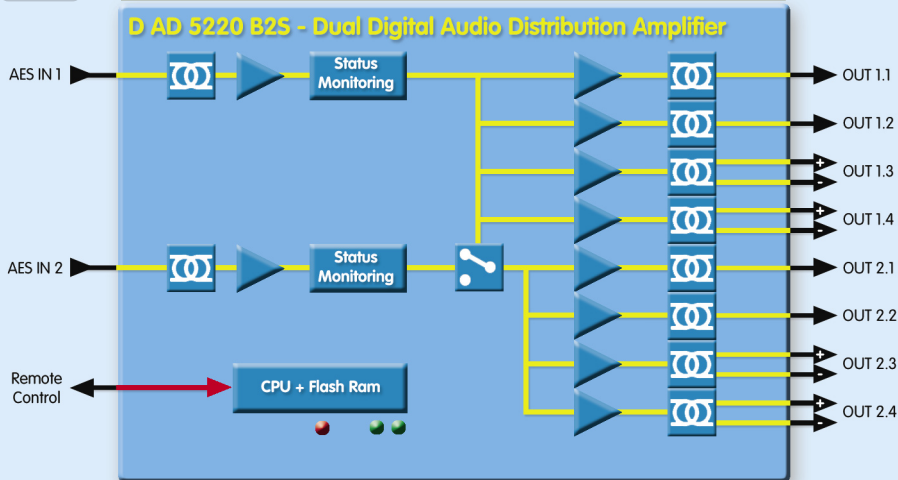 D AD 5220 B2S - Dual Digital Audio Distribution Amplifier
AES IN 1
Status
Monitoring
OUT 1.1
OUT 1.2
+
-
OUT 1.3
+
-
OUT 1.4
AES IN 2
Status
Monitoring
OUT 2.1
OUT 2.2
+
-
OUT 2.3
Remote
Control
CPU + Flash Ram
+
-
OUT 2.4